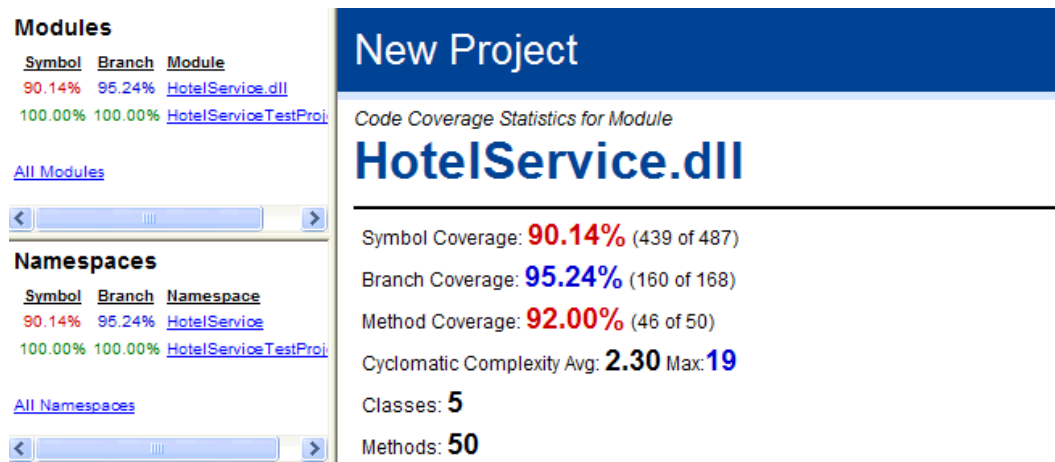 Modules
Symbol Branch Module
90.14% 95.24% HotelService.dll
100.00% 100.00% HotelServiceTestProj
All Modules
Namespaces
Symbol Branch Namespace
90.14% 95.24% HotelService
100.00% 100.00% HotelServiceTestProj
All Namespaces
New Project
Code Coverage Statistics for Module
HotelService.dll
Symbol Coverage: 90.14% (439 of 487)
Branch Coverage: 95.24% (160 of 168)
Method Coverage: 92.00% (46 of 50)
Cyclomatic Complexity Avg: 2.30 Max:19
Classes: 5
Methods: 50